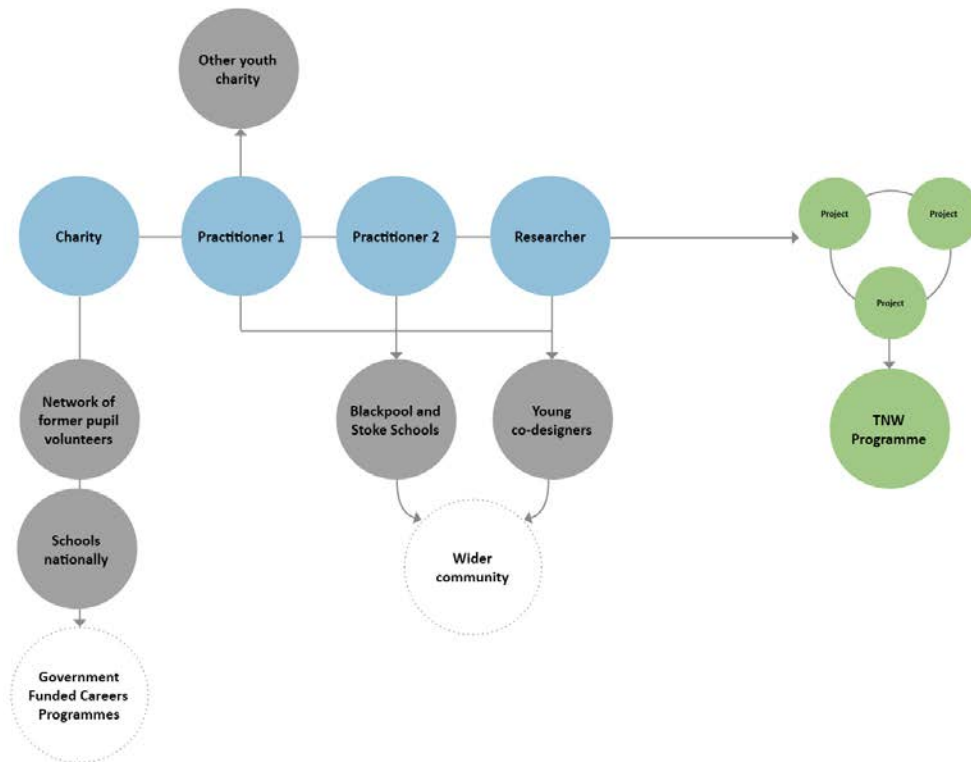 Other youth
charity
Charity
Practitioner 1
Practitioner 2
Researcher
Project
Project
Project
Network of
former pupil
volunteers
Blackpool and
Stoke Schools
Young
co-designers
TNW
Programme
Schools
nationally
Wider
community
Government
Funded Careers
Programmes